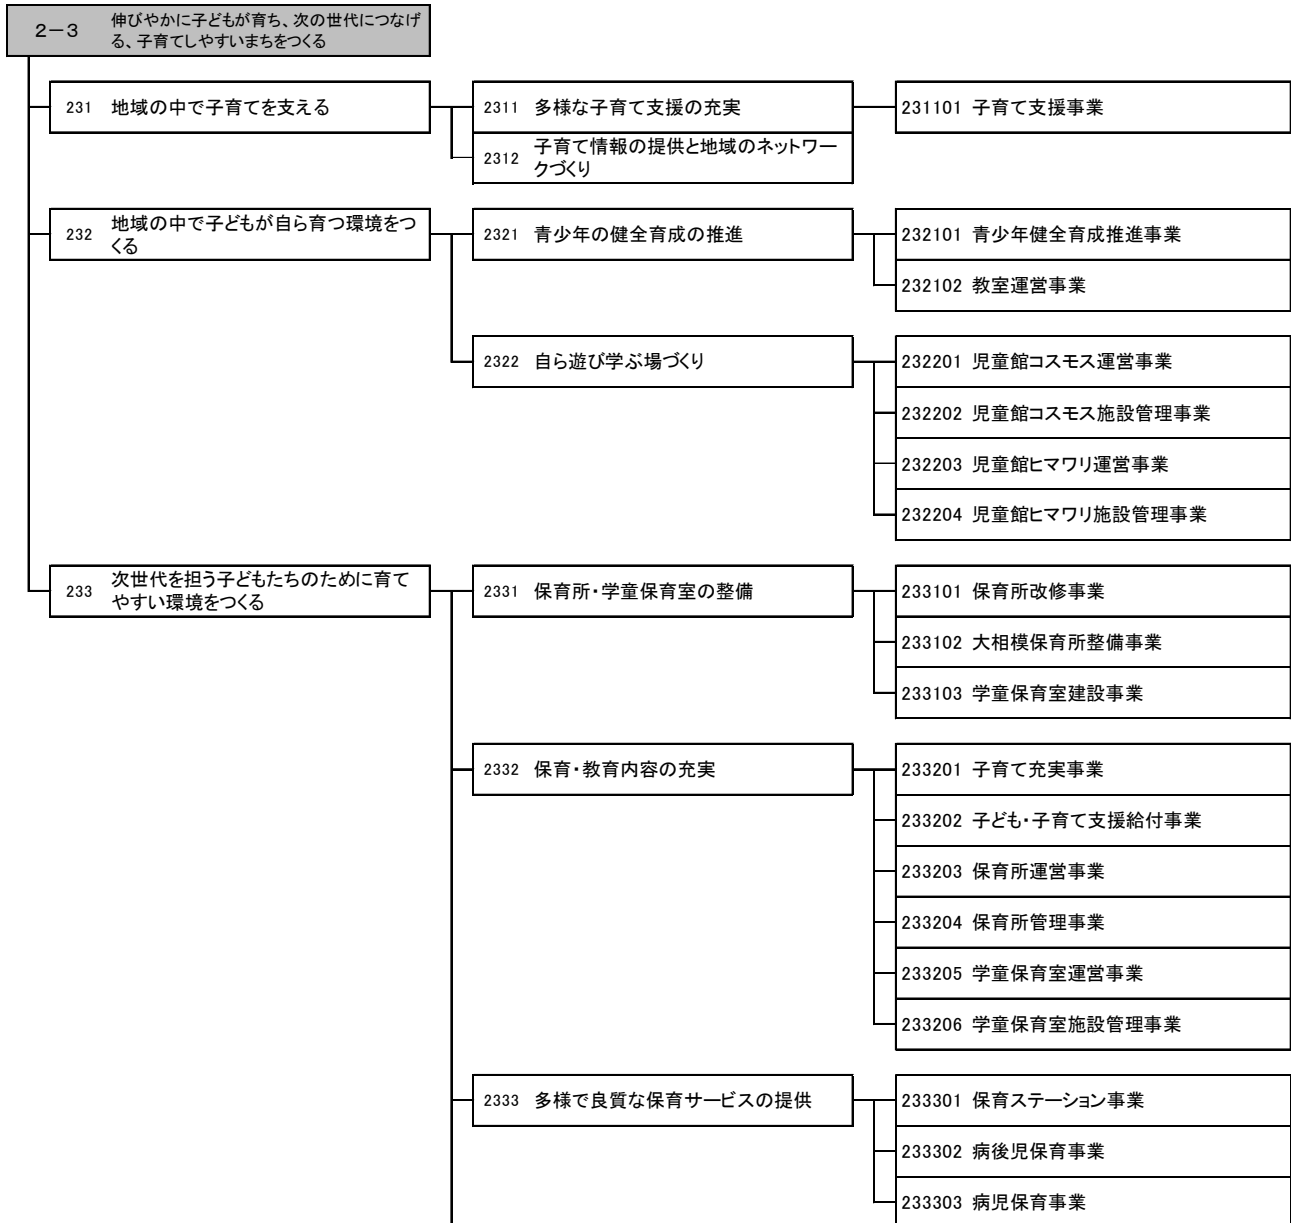 2－3 伸びやかに子どもが育ち、次の世代につなげ
る、子育てしやすいまちをつくる
231 地域の中で子育てを支える
2311 多様な子育て支援の充実
231101 子育て支援事業
2312 子育て情報の提供と地域のネットワー
クづくり
232 地域の中で子どもが自ら育つ環境をつ
くる
2321 青少年の健全育成の推進
232101 青少年健全育成推進事業
232102 教室運営事業
2322 自ら遊び学ぶ場づくり
232201 児童館コスモス運営事業
232202 児童館コスモス施設管理事業
232203 児童館ヒマワリ運営事業
232204 児童館ヒマワリ施設管理事業
233 次世代を担う子どもたちのために育て
やすい環境をつくる
2331 保育所・学童保育室の整備
233101 保育所改修事業
233102 大相模保育所整備事業
233103 学童保育室建設事業
2332 保育・教育内容の充実
233201 子育て充実事業
233202 子ども・子育て支援給付事業
233203 保育所運営事業
233204 保育所管理事業
233205 学童保育室運営事業
233206 学童保育室施設管理事業
2333 多様で良質な保育サービスの提供
233301 保育ステーション事業
233302 病後児保育事業
233303 病児保育事業